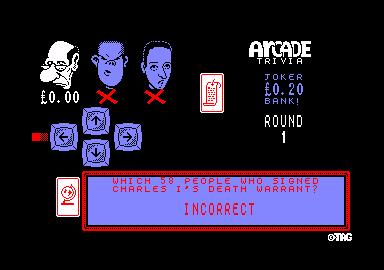 ARCADE
TRIVIA
JOKER
£0.20
BANK!
£0.00
ROUND
1
WHICH 58 PEOPLE WHO SIGNED
CHARLES I'S DEATH WARRANT?
INCORRECT
©TAG